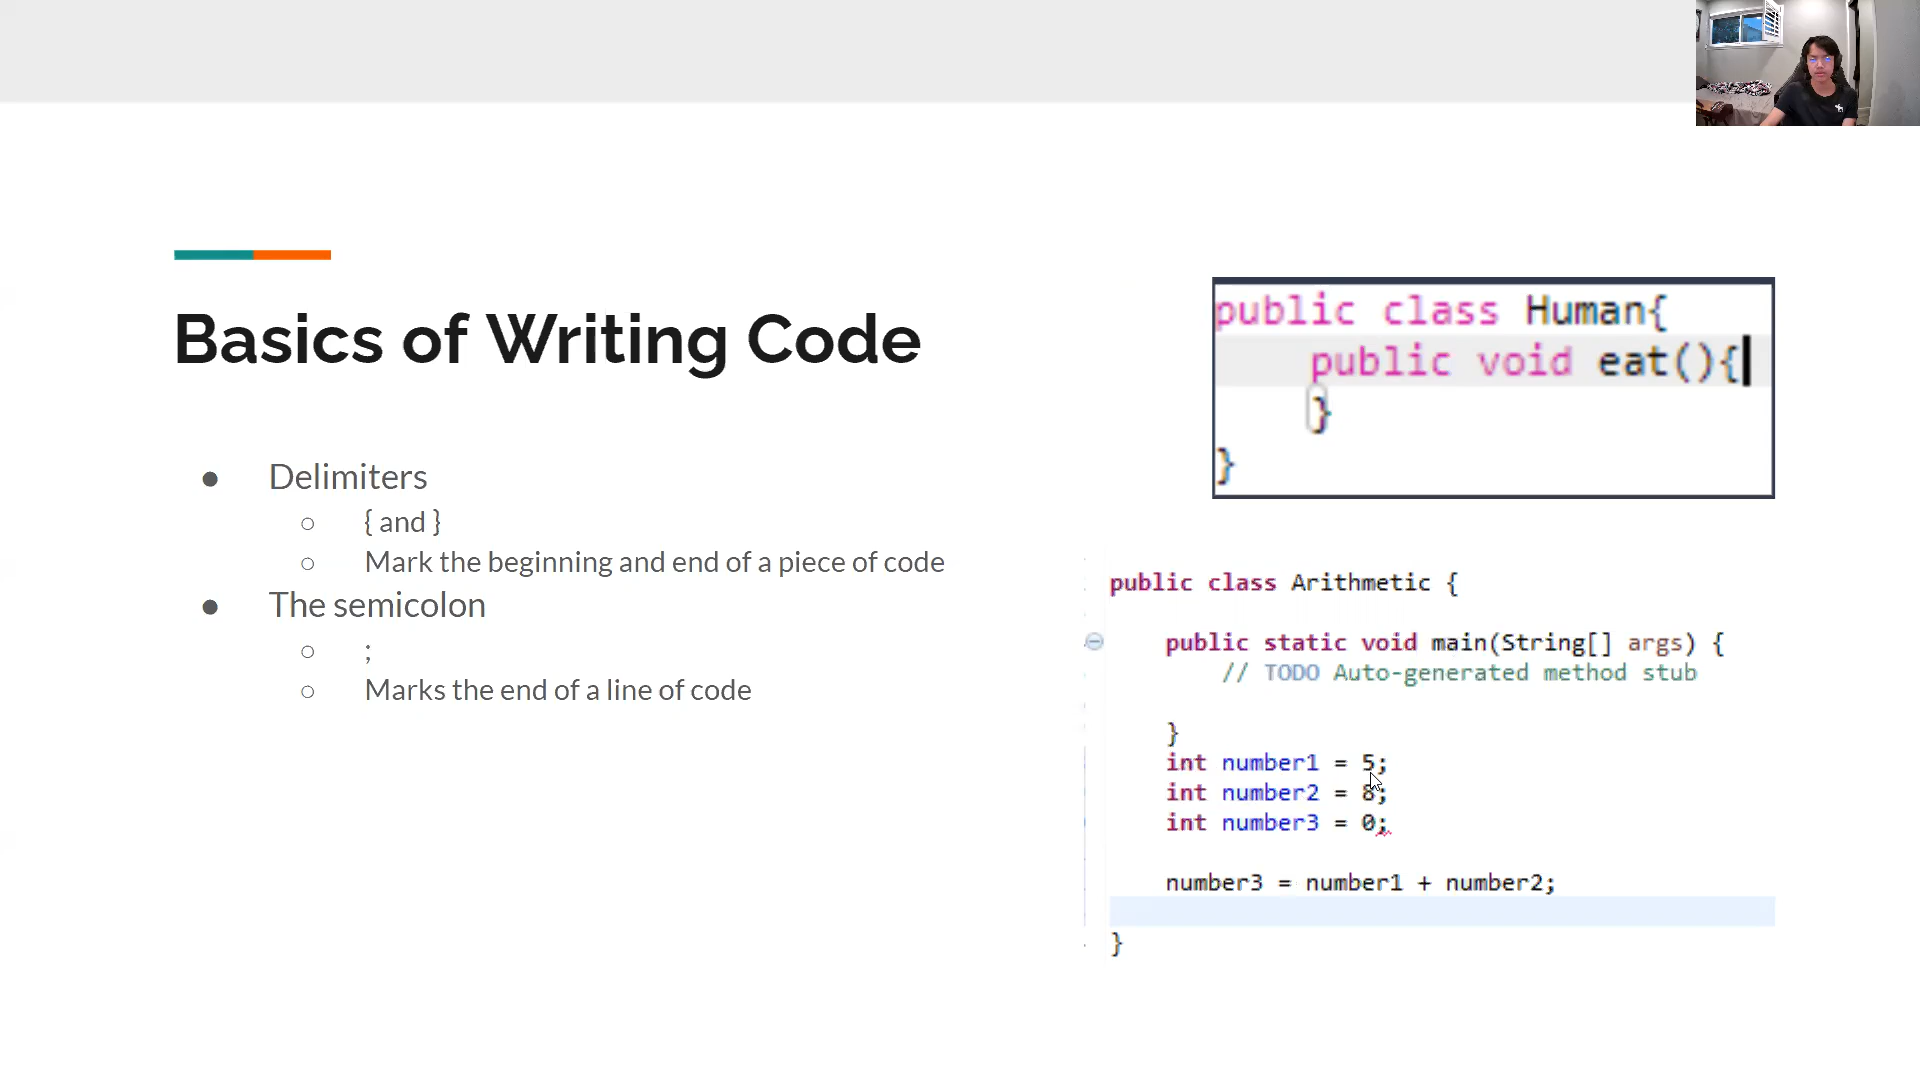 Basics of Writing Code
● Delimiters
○ { and }
○ Mark the beginning and end of a piece of code
● The semicolon
○ ;
○ Marks the end of a line of code
public class Human{
public void eat(){
}
}
public class Arithmetic {
public static void main(String[] args) {
// TODO Auto-generated method stub
}
int number1 = 5;
int number2 = 8;
int number3 = 0;
number3 = number1 + number2;
}